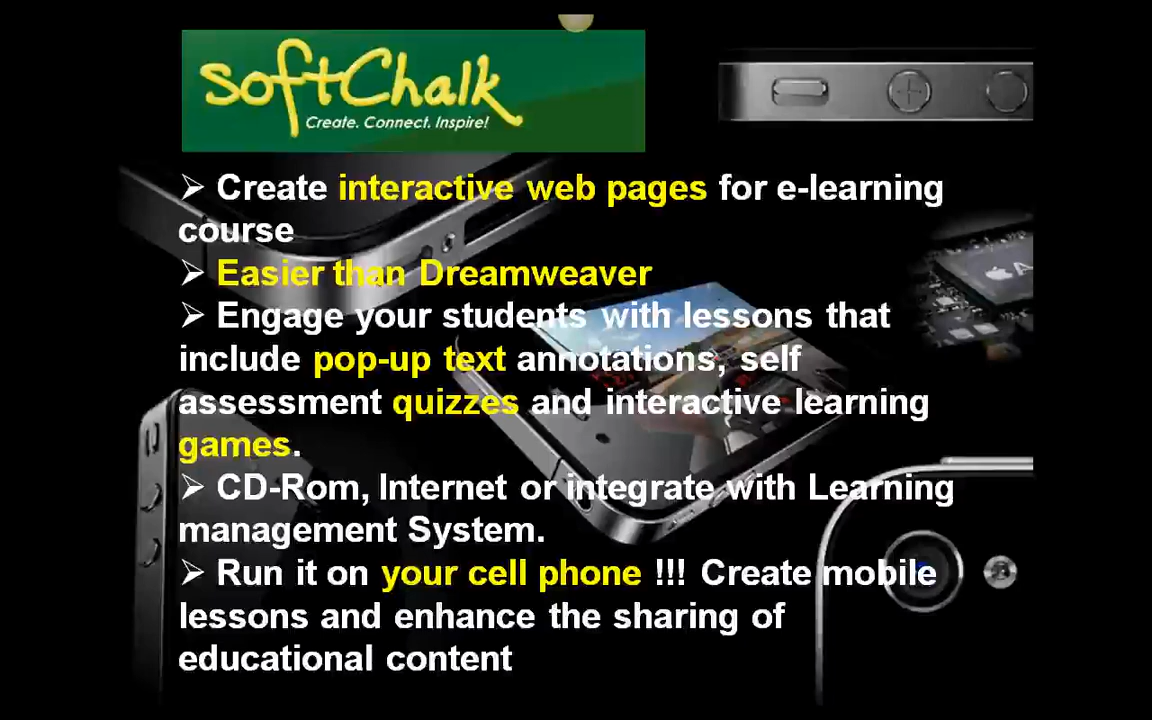 softChalk
Create. Connect. Inspire!
➢ Create interactive web pages for e-learning
course
➢ Easier than Dreamweaver
➢ Engage your students with lessons that
include pop-up text annotations, self
assessment quizzes and interactive learning
games.
➢ CD-Rom, Internet or integrate with Learning
management System.
➢ Run it on your cell phone !!! Create mobile
lessons and enhance the sharing of
educational content